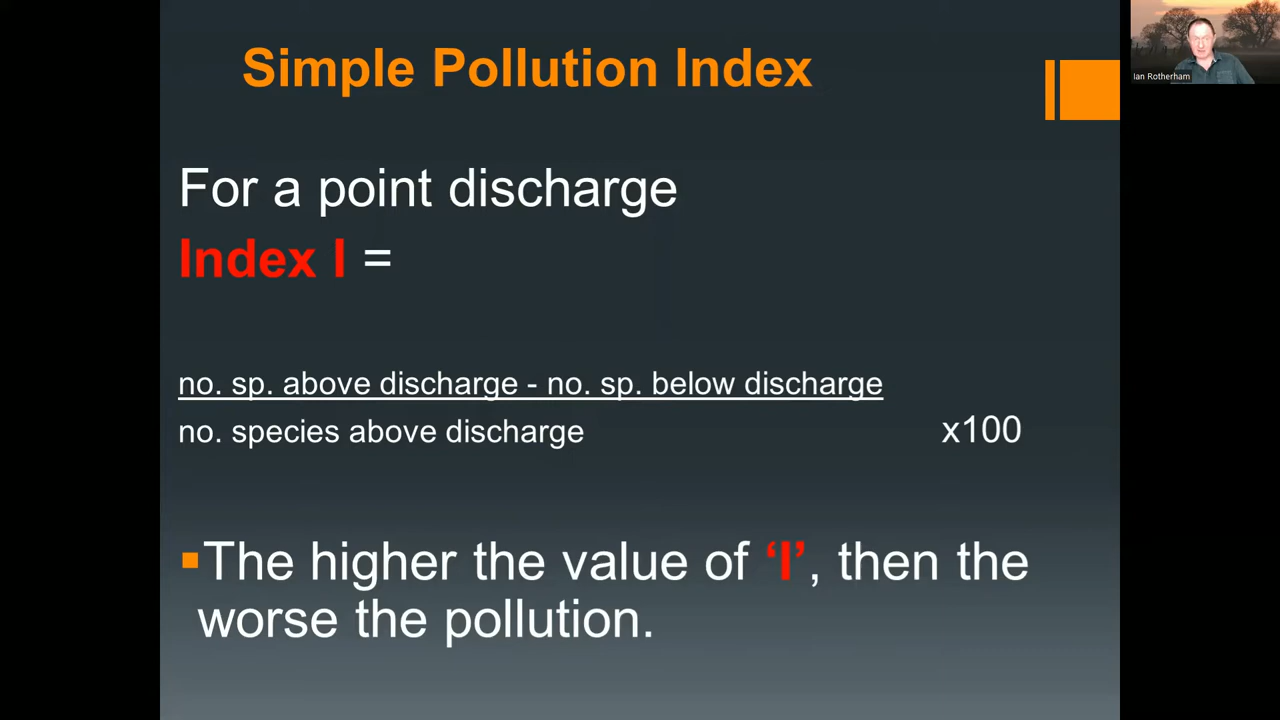 Simple Pollution Index
Ian Rotherham
For a point discharge
Index I =
no. sp. above discharge - no. sp. below discharge
no. species above discharge x100
▪The higher the value of ‘I’, then the
worse the pollution.